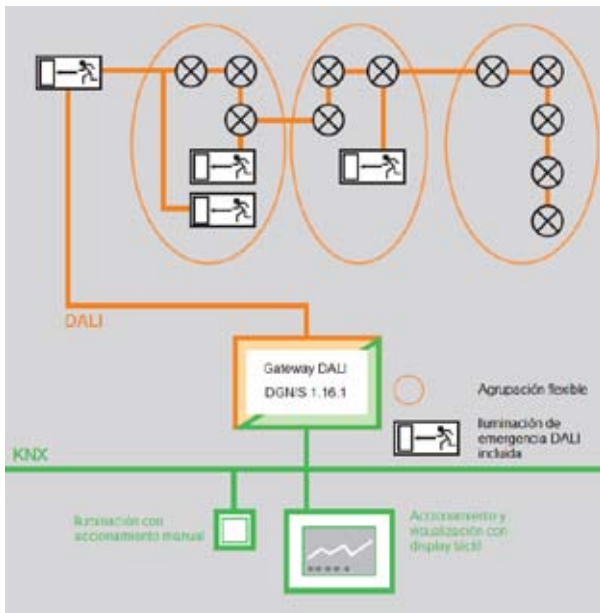 DALI
Gateway DALI
DGN/S 1.16.1
Agrupación flexible
Iluminación de
emergencia DALI
incluida
KNX
Iluminación con
accionamiento manual
Accionamiento y
visualización con
display táctil